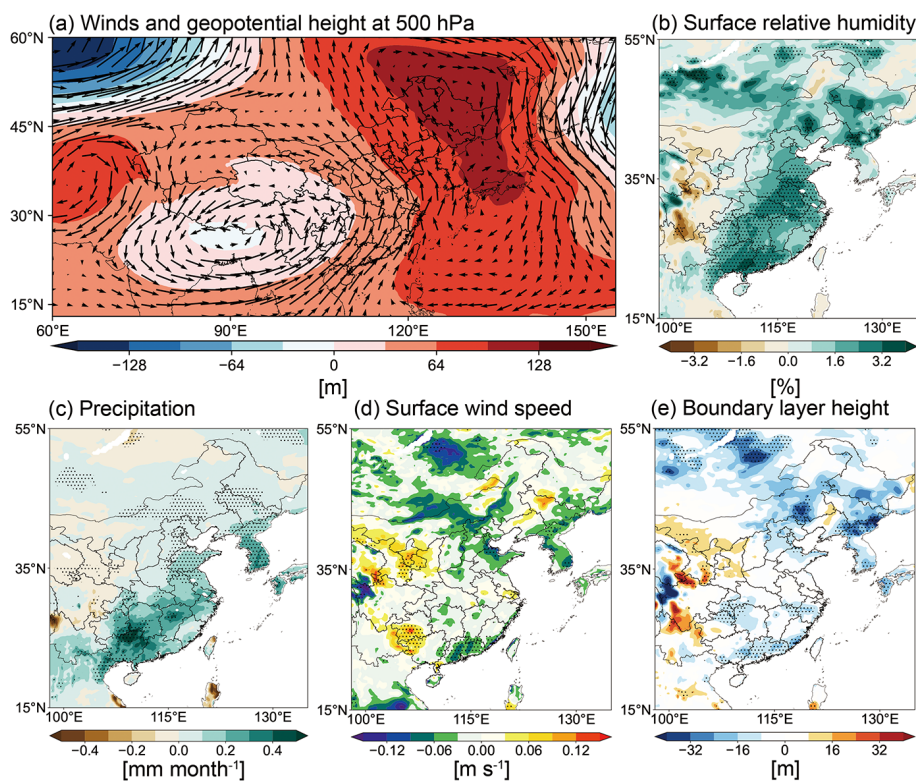 (a) Winds and geopotential height at 500 hPa
60°N
45°N
30°N
15°N
60°E
90°E
120°E
150°E
−128
−64
0
64
128
[m]
(b) Surface relative humidity
55°N
35°N
15°N
100°E
115°E
130°E
−3.2
−1.6
0.0
1.6
3.2
[%]
(c) Precipitation
55°N
35°N
15°N
100°E
115°E
130°E
−0.4
−0.2
0.0
0.2
0.4
[mm month⁻¹]
(d) Surface wind speed
55°N
35°N
15°N
100°E
115°E
130°E
−0.12
−0.06
0.00
0.06
0.12
[m s⁻¹]
(e) Boundary layer height
55°N
35°N
15°N
100°E
115°E
130°E
−32
−16
0
16
32
[m]